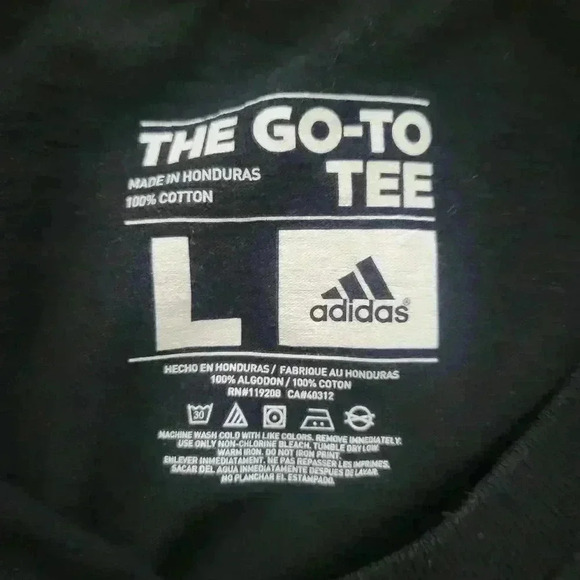 THE GO-TO
TEE
MADE IN HONDURAS
100% COTTON
L
adidas®
HECHO EN HONDURAS / FABRIQUE AU HONDURAS
100% ALGODON / 100% COTON
RN#119208 CA#40312
30
MACHINE WASH COLD WITH LIKE COLORS. REMOVE IMMEDIATELY.
USE ONLY NON-CHLORINE BLEACH. TUMBLE DRY LOW.
WARM IRON. DO NOT IRON PRINT.
ENLEVER IMMEDIATEMENT. NE PAS REPASSER LES IMPRIMES.
SACAR DEL AGUA INMEDIATAMENTE DESPUES DE LAVAR.
NO PLANCHAR EL ESTAMPADO.